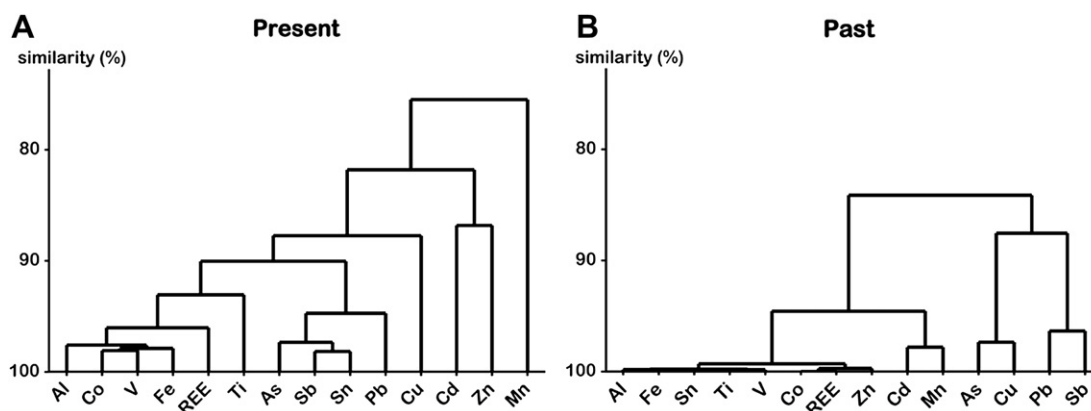 A Present
similarity (%)
80
90
100
Al Co V Fe REE Ti As Sb Sn Pb Cu Cd Zn Mn
B Past
similarity (%)
80
90
100
Al Fe Sn Ti V Co REE Zn Cd Mn As Cu Pb Sb